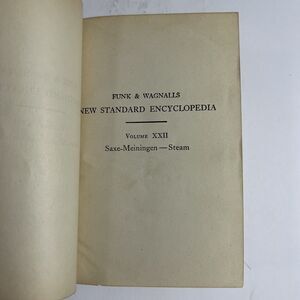 FUNK & WAGNALLS
NEW STANDARD ENCYCLOPEDIA
VOLUME XXII
Saxe-Meiningen—Steam